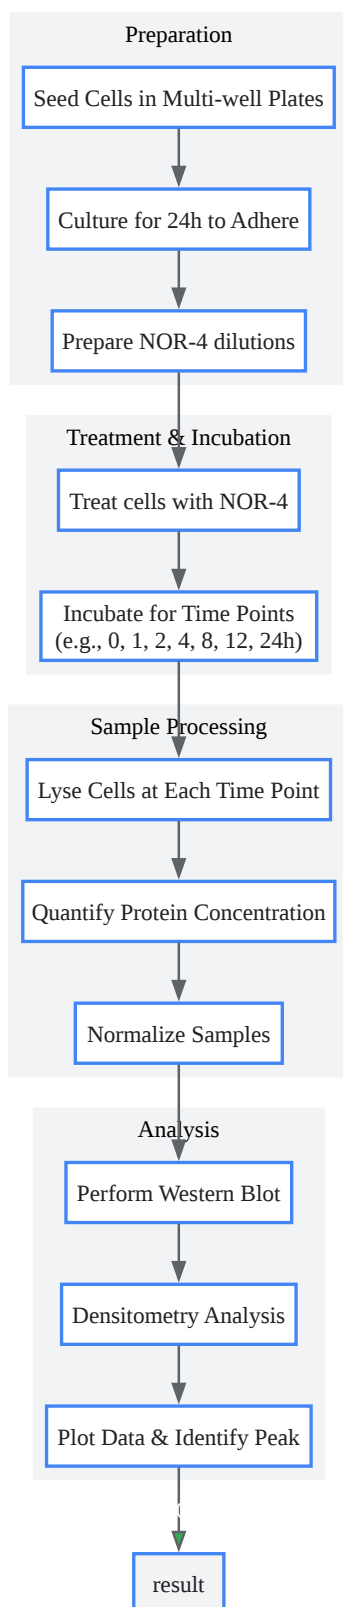 Preparation
Seed Cells in Multi-well Plates
Culture for 24h to Adhere
Prepare NOR-4 dilutions
Treatment & Incubation
Treat cells with NOR-4
Incubate for Time Points
(e.g., 0, 1, 2, 4, 8, 12, 24h)
Sample Processing
Lyse Cells at Each Time Point
Quantify Protein Concentration
Normalize Samples
Analysis
Perform Western Blot
Densitometry Analysis
Plot Data & Identify Peak
result